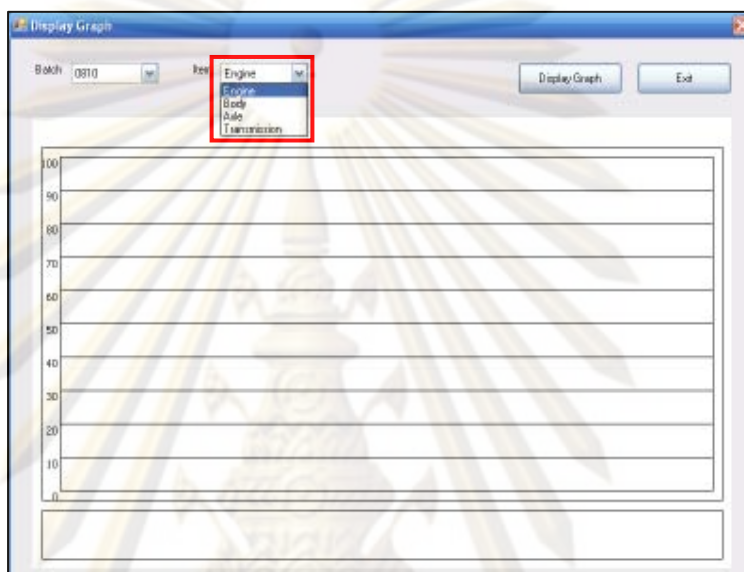 Display Graph
Batch 0810 Item Engine Display Graph Exit
Engine
Body
Axle
Transmission
100
90
80
70
60
50
40
30
20
10
0